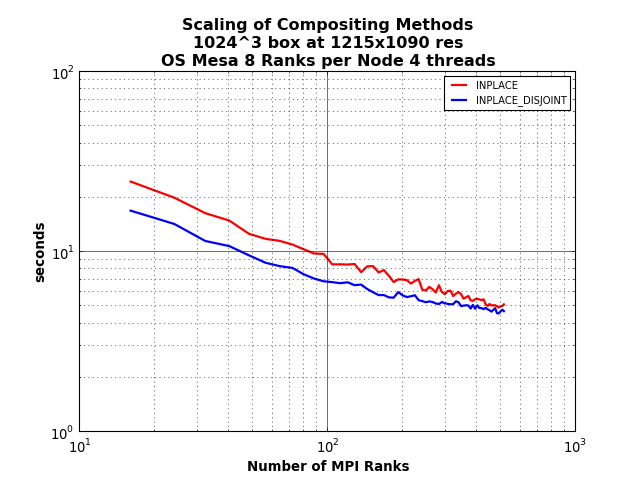 Scaling of Compositing Methods
1024^3 box at 1215x1090 res
OS Mesa 8 Ranks per Node 4 threads
10^2
INPLACE
INPLACE_DISJOINT
seconds
10^1
10^0
10^1
10^2
10^3
Number of MPI Ranks